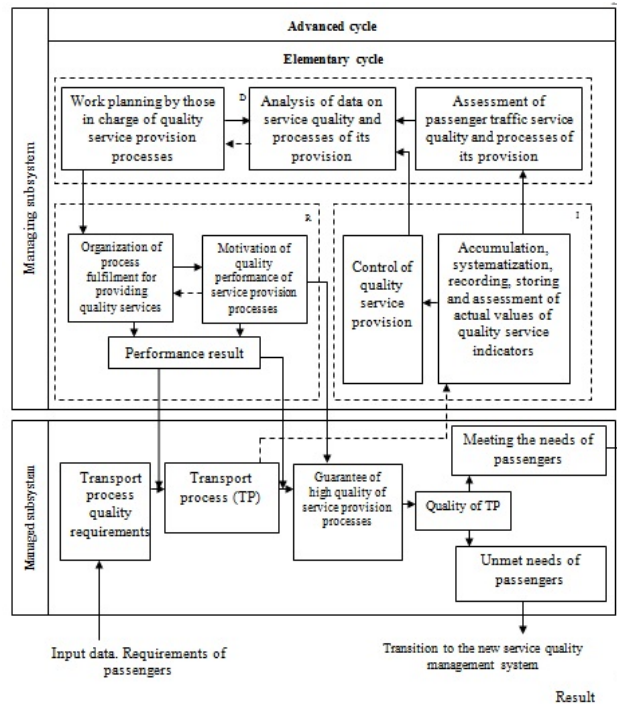 Advanced cycle
Elementary cycle
Managing subsystem
Work planning by those
in charge of quality
service provision
processes
D
Analysis of data on
service quality and
processes of its
provision
Assessment of
passenger traffic service
quality and processes of
its provision
R
Organization of
process
fulfilment for
providing
quality services
Motivation of
quality
performance of
service provision
processes
Performance result
I
Control of
quality
service
provision
Accumulation,
systematization,
recording, storing
and assessment of
actual values of
quality service
indicators
Managed subsystem
Transport
process
quality
requirements
Transport
process (TP)
Guarantee of
high quality of
service provision
processes
Quality of TP
Meeting the needs of
passengers
Unmet needs of
passengers
Input data. Requirements of
passengers
Transition to the new service quality
management system
Result